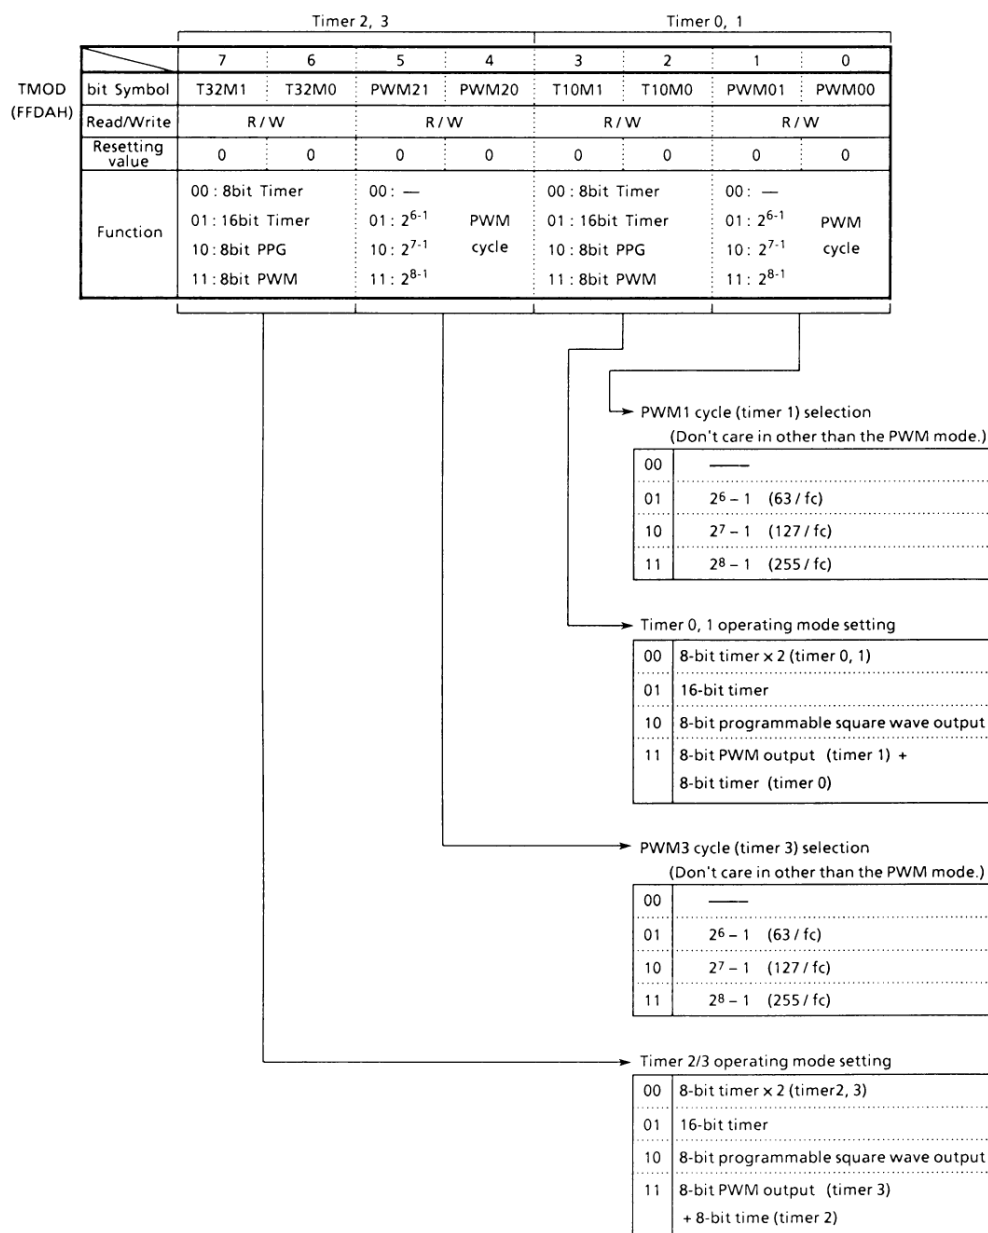 Timer 2, 3 Timer 0, 1
7 6 5 4 3 2 1 0
TMOD (FFDAH)
bit Symbol T32M1 T32M0 PWM21 PWM20 T10M1 T10M0 PWM01 PWM00
Read/Write R / W R / W R / W R / W
Resetting value 0 0 0 0 0 0 0 0
Function
00 : 8bit Timer 00 : — 00 : 8bit Timer 00 : —
01 : 16bit Timer 01 : 2^6-1 PWM 01 : 16bit Timer 01 : 2^6-1 PWM
10 : 8bit PPG 10 : 2^7-1 cycle 10 : 8bit PPG 10 : 2^7-1 cycle
11 : 8bit PWM 11 : 2^8-1 11 : 8bit PWM 11 : 2^8-1
PWM1 cycle (timer 1) selection
(Don't care in other than the PWM mode.)
00 ——
01 2^6 – 1 (63 / fc)
10 2^7 – 1 (127 / fc)
11 2^8 – 1 (255 / fc)
Timer 0, 1 operating mode setting
00 8-bit timer × 2 (timer 0, 1)
01 16-bit timer
10 8-bit programmable square wave output
11 8-bit PWM output (timer 1) +
8-bit timer (timer 0)
PWM3 cycle (timer 3) selection
(Don't care in other than the PWM mode.)
00 ——
01 2^6 – 1 (63 / fc)
10 2^7 – 1 (127 / fc)
11 2^8 – 1 (255 / fc)
Timer 2/3 operating mode setting
00 8-bit timer × 2 (timer2, 3)
01 16-bit timer
10 8-bit programmable square wave output
11 8-bit PWM output (timer 3)
+ 8-bit time (timer 2)